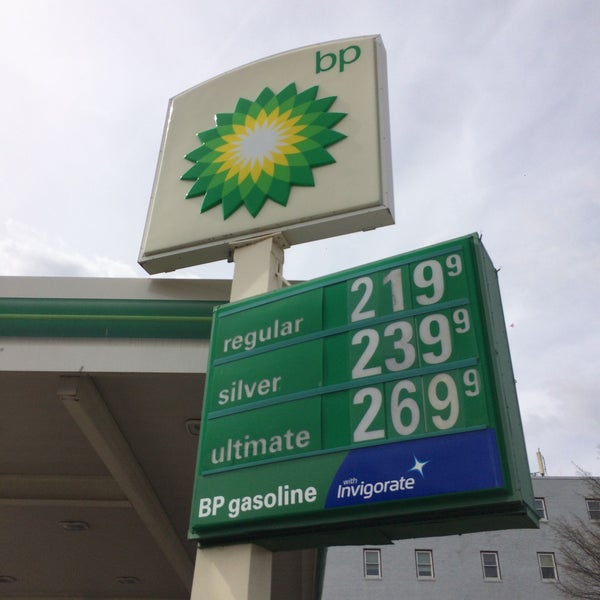 bp
regular 219 9
silver 239 9
ultimate 269 9
BP gasoline with Invigorate